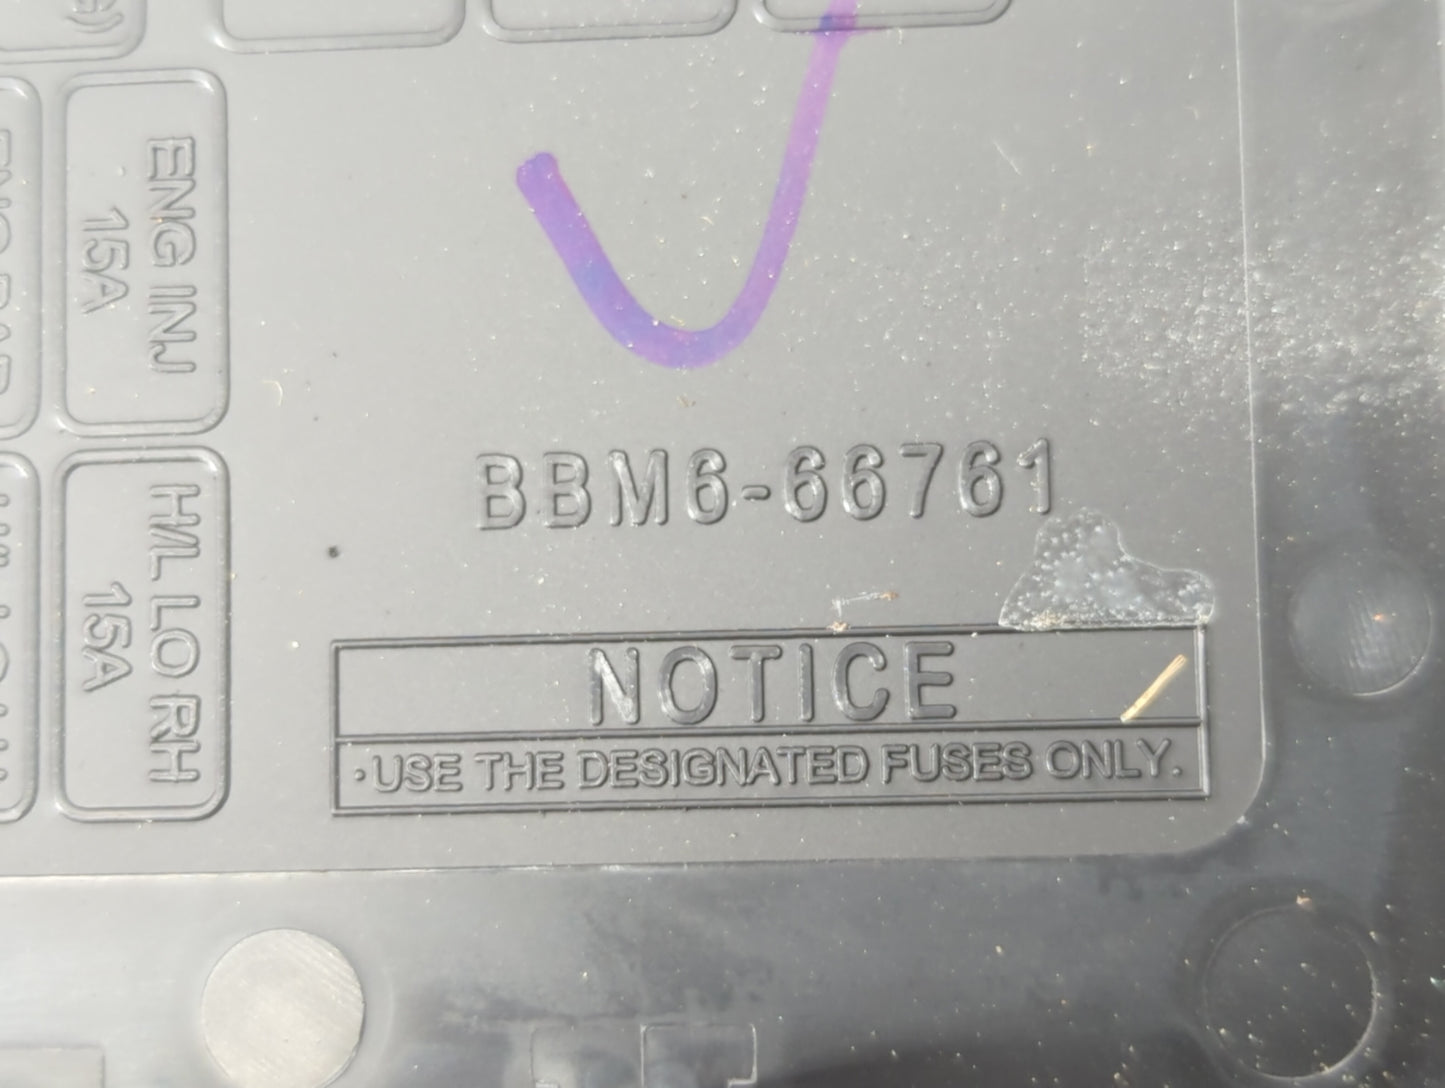 ENG INJ
15A
H/L LO RH
15A
BBM6-66761
NOTICE
·USE THE DESIGNATED FUSES ONLY.